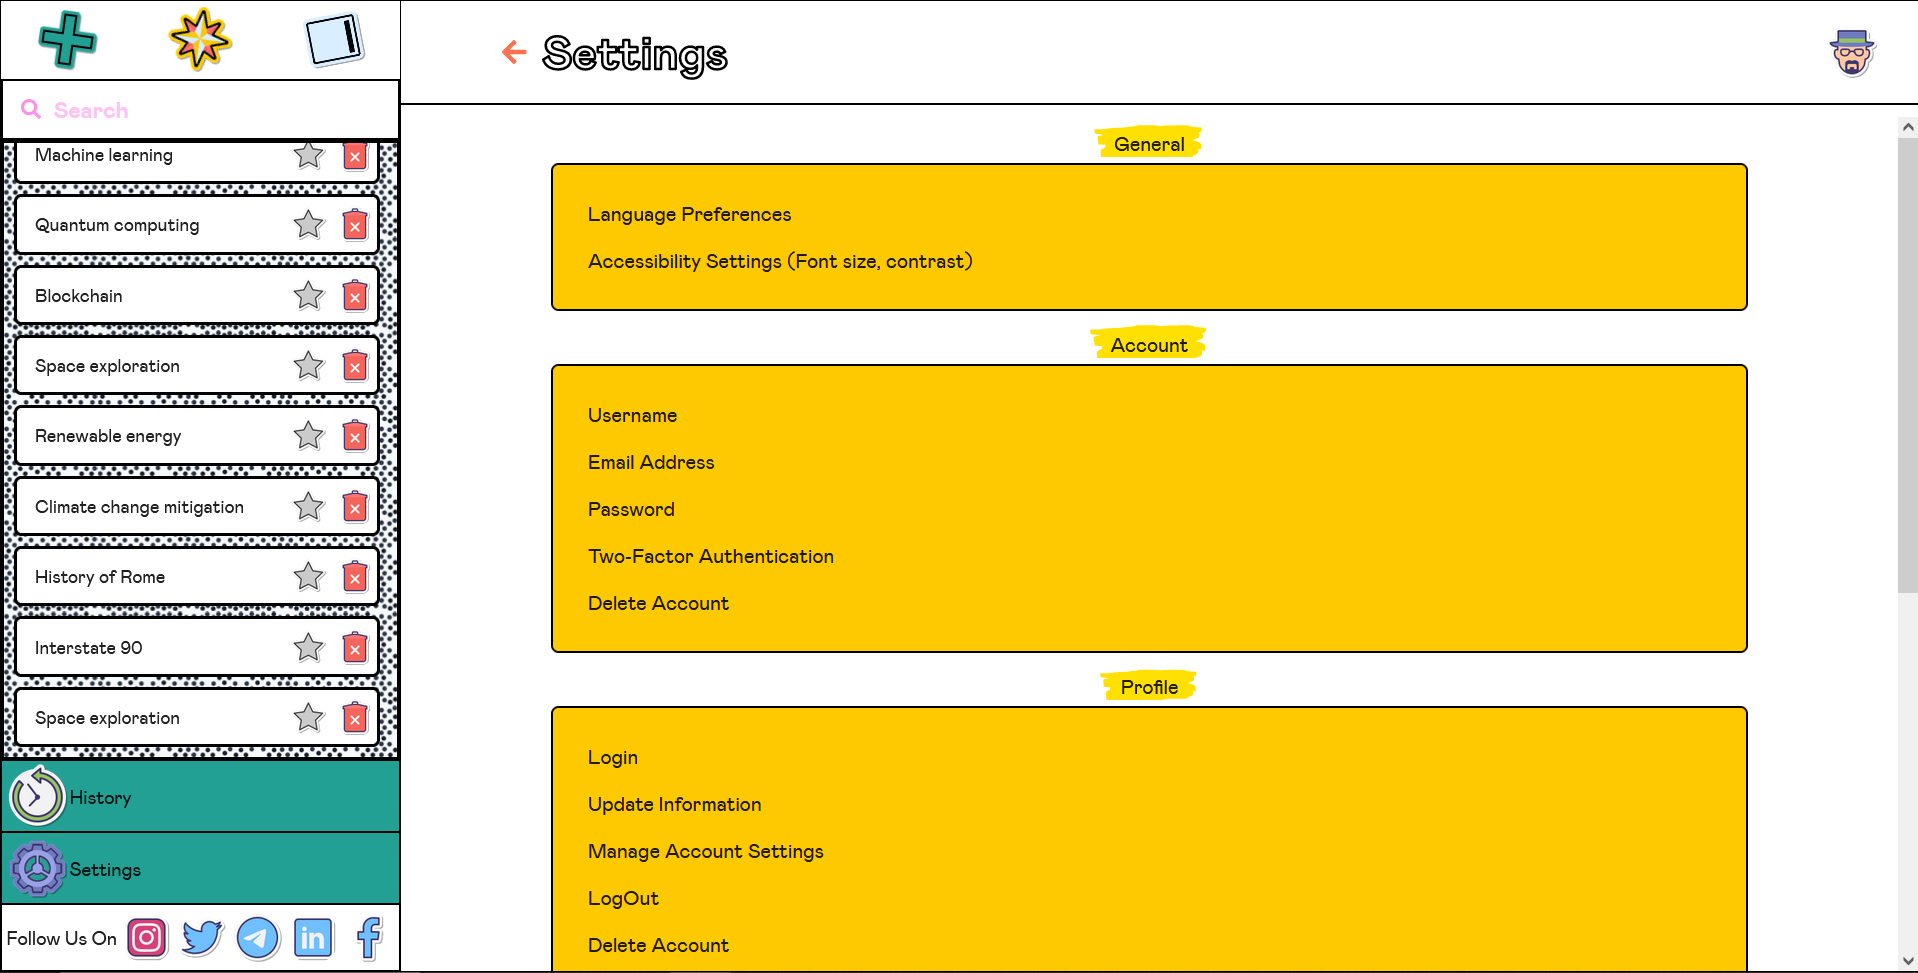 Search
Machine learning
Quantum computing
Blockchain
Space exploration
Renewable energy
Climate change mitigation
History of Rome
Interstate 90
Space exploration
History
Settings
Follow Us On
Settings
General
Language Preferences
Accessibility Settings (Font size, contrast)
Account
Username
Email Address
Password
Two-Factor Authentication
Delete Account
Profile
Login
Update Information
Manage Account Settings
LogOut
Delete Account